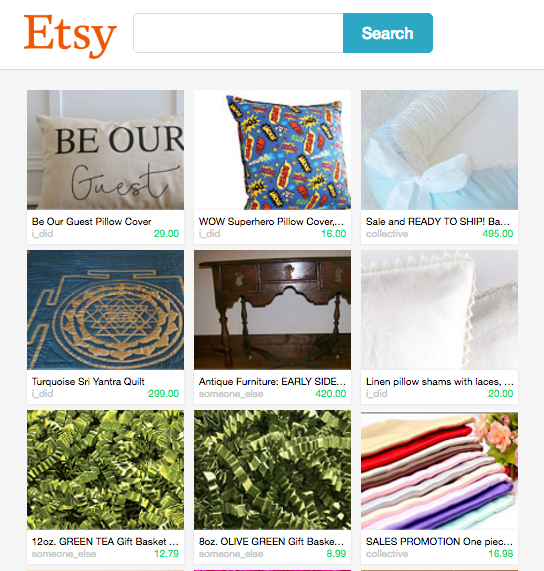 Etsy
Search
BE OUR
Guest
Be Our Guest Pillow Cover
i_did 29.00
WOW Superhero Pillow Cover,...
i_did 16.00
Sale and READY TO SHIP! Ba...
collective 495.00
Turquoise Sri Yantra Quilt
i_did 299.00
Antique Furniture: EARLY SIDE...
someone_else 420.00
Linen pillow shams with laces, ...
i_did 20.00
12oz. GREEN TEA Gift Basket ...
someone_else 12.79
8oz. OLIVE GREEN Gift Baske...
someone_else 8.99
SALES PROMOTION One piec...
collective 16.98